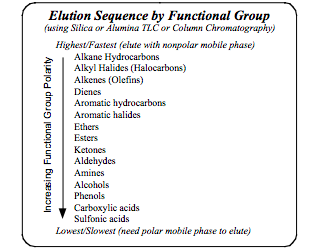 Elution Sequence by Functional Group
(using Silica or Alumina TLC or Column Chromatography)
Highest/Fastest (elute with nonpolar mobile phase)
Increasing Functional Group Polarity
Alkane Hydrocarbons
Alkyl Halides (Halocarbons)
Alkenes (Olefins)
Dienes
Aromatic hydrocarbons
Aromatic halides
Ethers
Esters
Ketones
Aldehydes
Amines
Alcohols
Phenols
Carboxylic acids
Sulfonic acids
Lowest/Slowest (need polar mobile phase to elute)